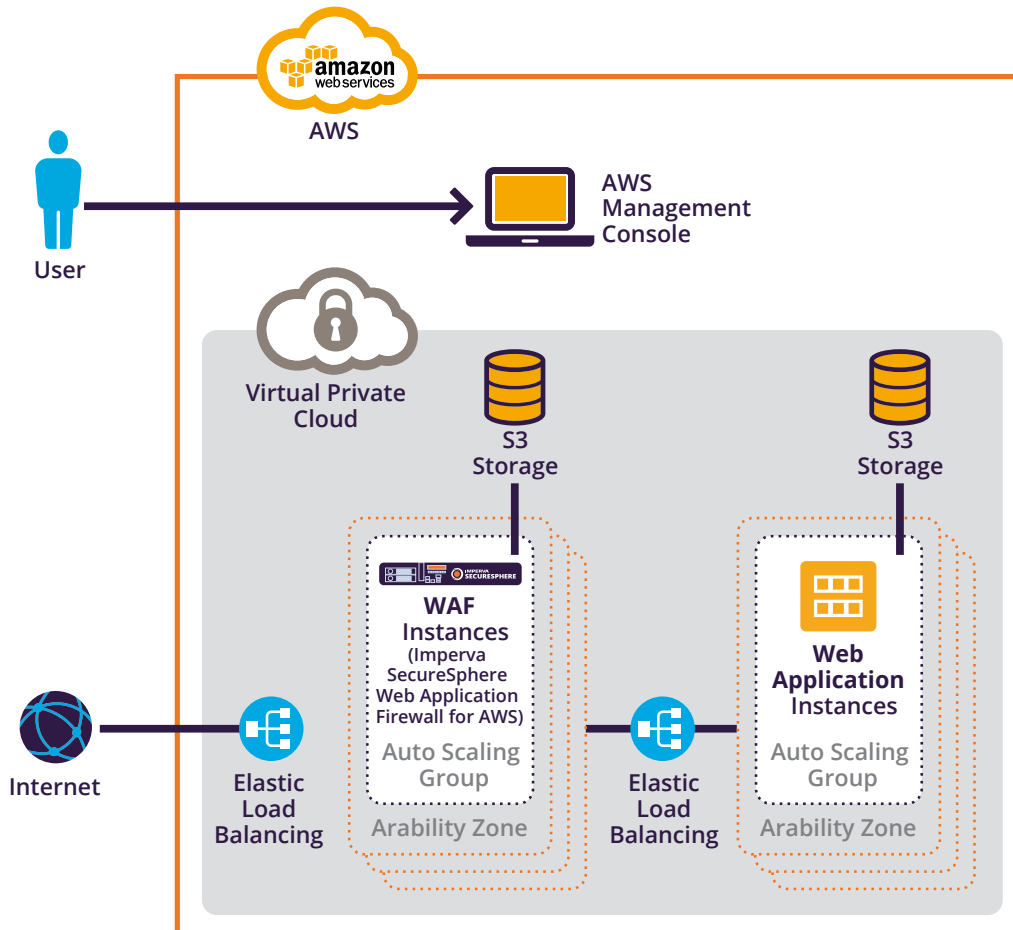 amazon
webservices
AWS
User
AWS
Management
Console
Virtual Private
Cloud
S3
Storage
S3
Storage
IMPERVA
SECURESPHERE
WAF
Instances
(Imperva
SecureSphere
Web Application
Firewall for AWS)
Auto Scaling
Group
Arability Zone
Web
Application
Instances
Auto Scaling
Group
Arability Zone
Internet
Elastic
Load
Balancing
Elastic
Load
Balancing